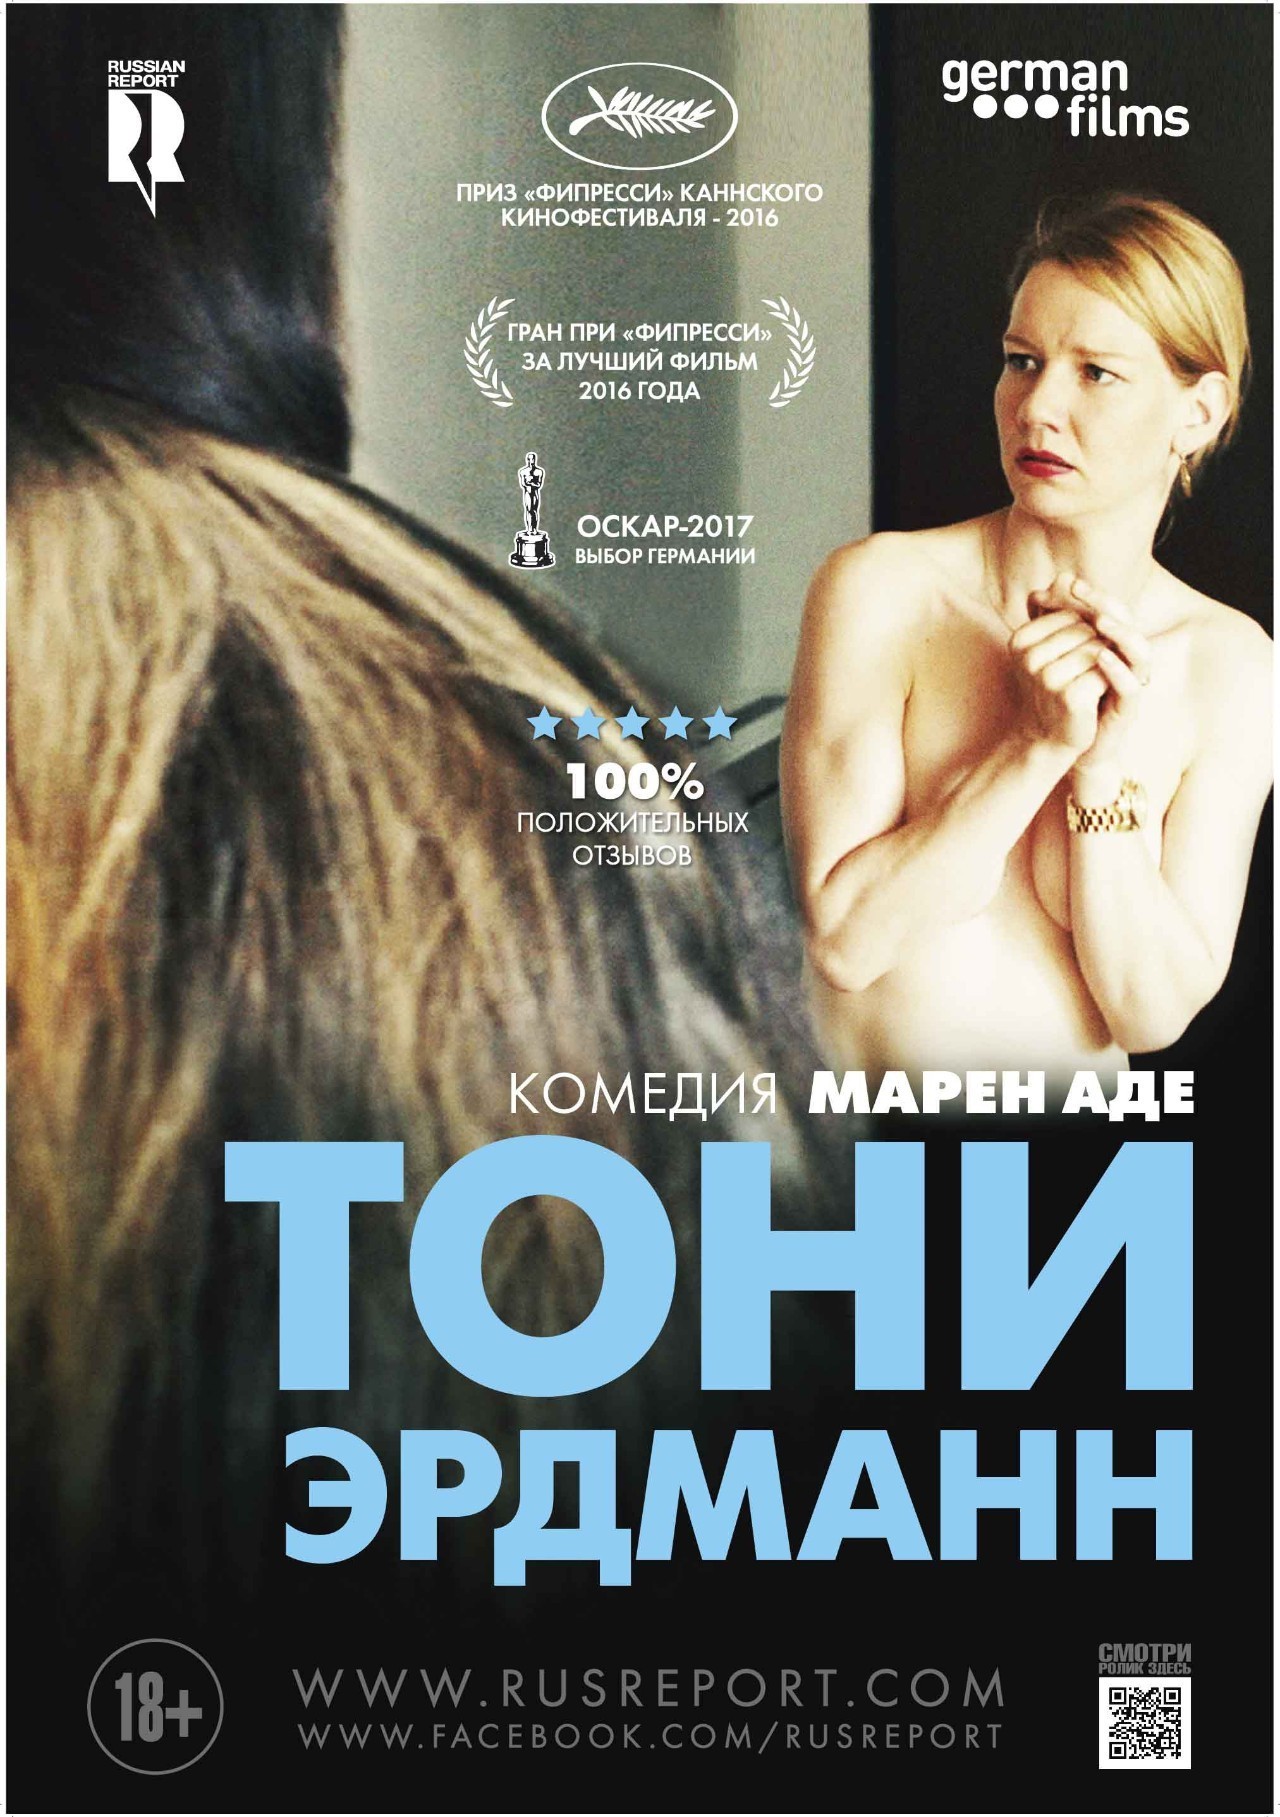 RUSSIAN
REPORT
german
films
ПРИЗ «ФИПРЕССИ» КАННСКОГО
КИНОФЕСТИВАЛЯ - 2016
ГРАН ПРИ «ФИПРЕССИ»
ЗА ЛУЧШИЙ ФИЛЬМ
2016 ГОДА
ОСКАР-2017
ВЫБОР ГЕРМАНИИ
100%
ПОЛОЖИТЕЛЬНЫХ
ОТЗЫВОВ
КОМЕДИЯ МАРЕН АДЕ
ТОНИ
ЭРДМАНН
18+
WWW.RUSREPORT.COM
WWW.FACEBOOK.COM/RUSREPORT
СМОТРИ
РОЛИК ЗДЕСЬ